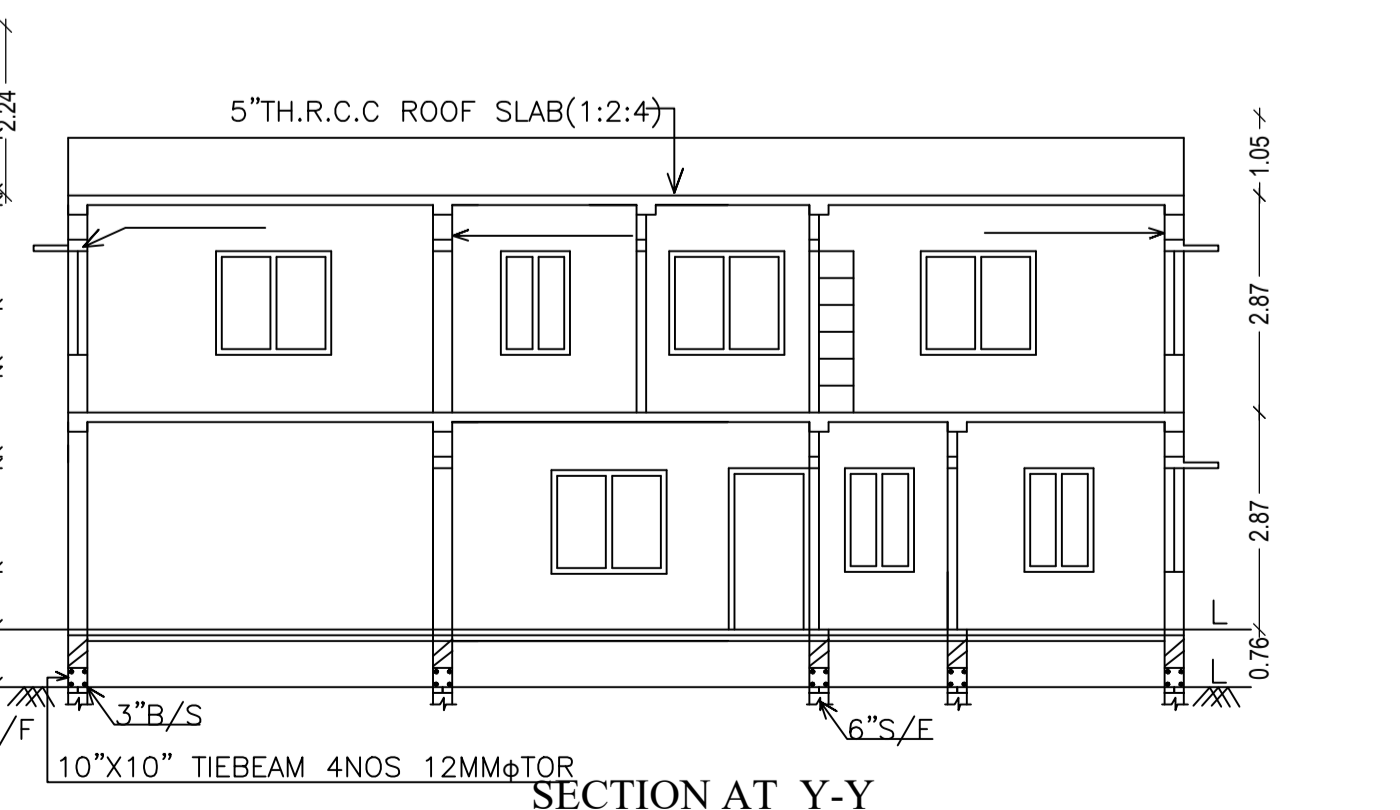 2.24
5"TH.R.C.C ROOF SLAB(1:2:4)
1.05
2.87
2.87
L
0.76
L
/F
3"B/S
6"S/F
10"X10" TIEBEAM 4NOS 12MMϕTOR
SECTION AT Y-Y